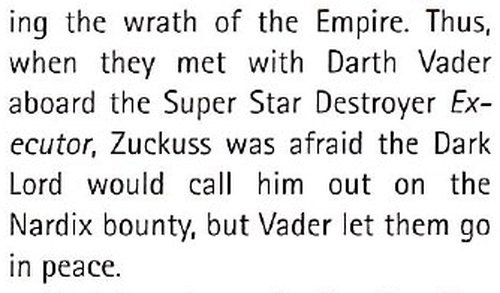 ing the wrath of the Empire. Thus,
when they met with Darth Vader
aboard the Super Star Destroyer Ex-
ecutor, Zuckuss was afraid the Dark
Lord would call him out on the
Nardix bounty, but Vader let them go
in peace.